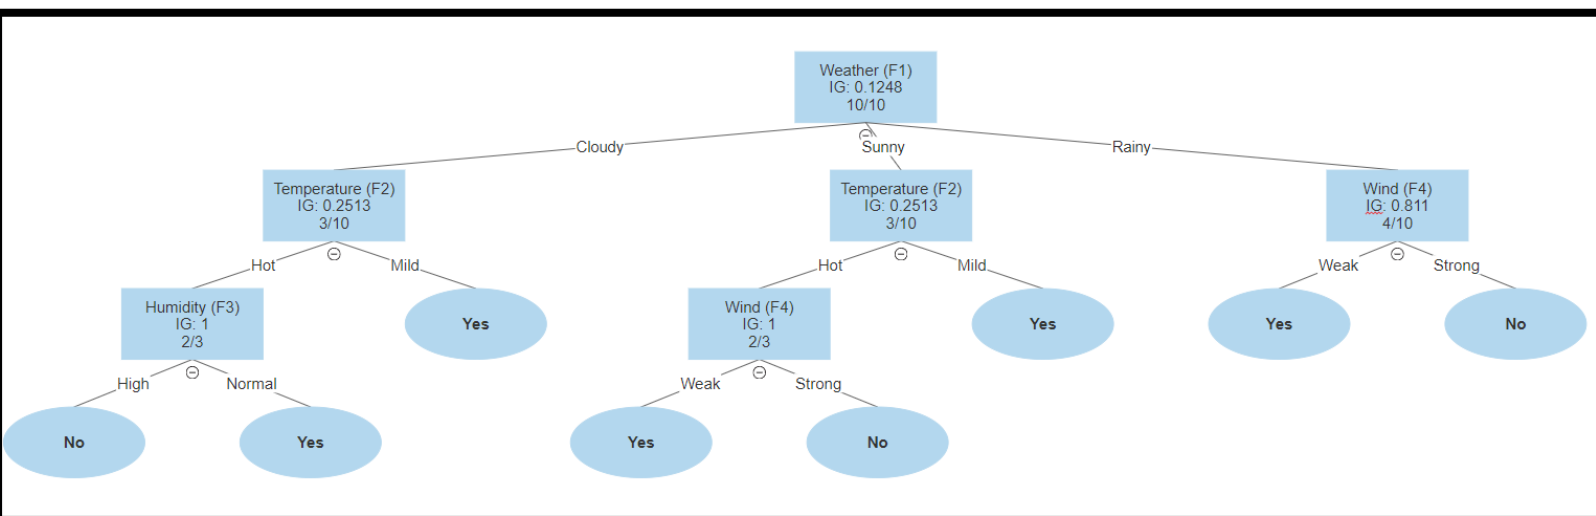 Weather (F1)
IG: 0.1248
10/10
Cloudy
Sunny
Rainy
Temperature (F2)
IG: 0.2513
3/10
Temperature (F2)
IG: 0.2513
3/10
Wind (F4)
IG: 0.811
4/10
Hot
Mild
Hot
Mild
Weak
Strong
Humidity (F3)
IG: 1
2/3
Yes
Wind (F4)
IG: 1
2/3
Yes
Yes
No
High
Normal
Weak
Strong
No
Yes
Yes
No